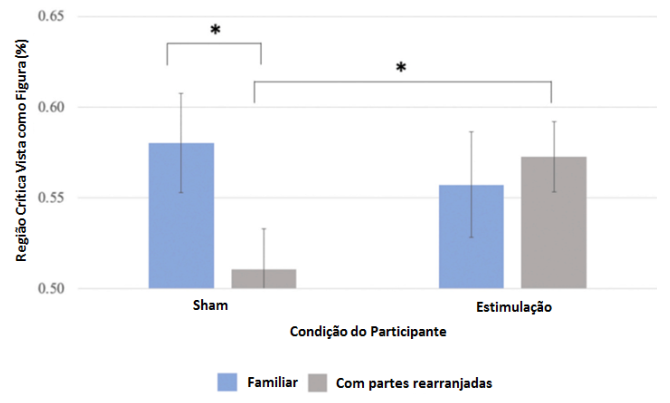 0.65
*
*
0.60
0.55
0.50
Região Crítica Vista como Figura (%)
Sham
Estimulação
Condição do Participante
Familiar
Com partes rearranjadas